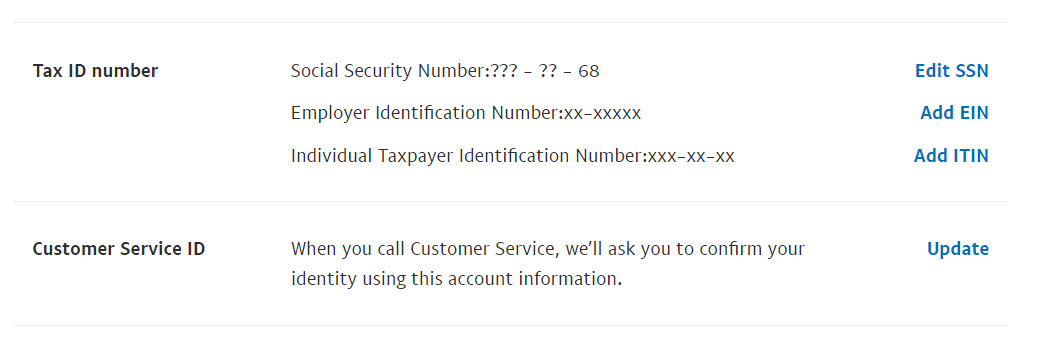 Tax ID number Social Security Number:??? – ?? – 68 Edit SSN
Employer Identification Number:xx–xxxxx Add EIN
Individual Taxpayer Identification Number:xxx–xx–xx Add ITIN
Customer Service ID When you call Customer Service, we’ll ask you to confirm your Update
identity using this account information.